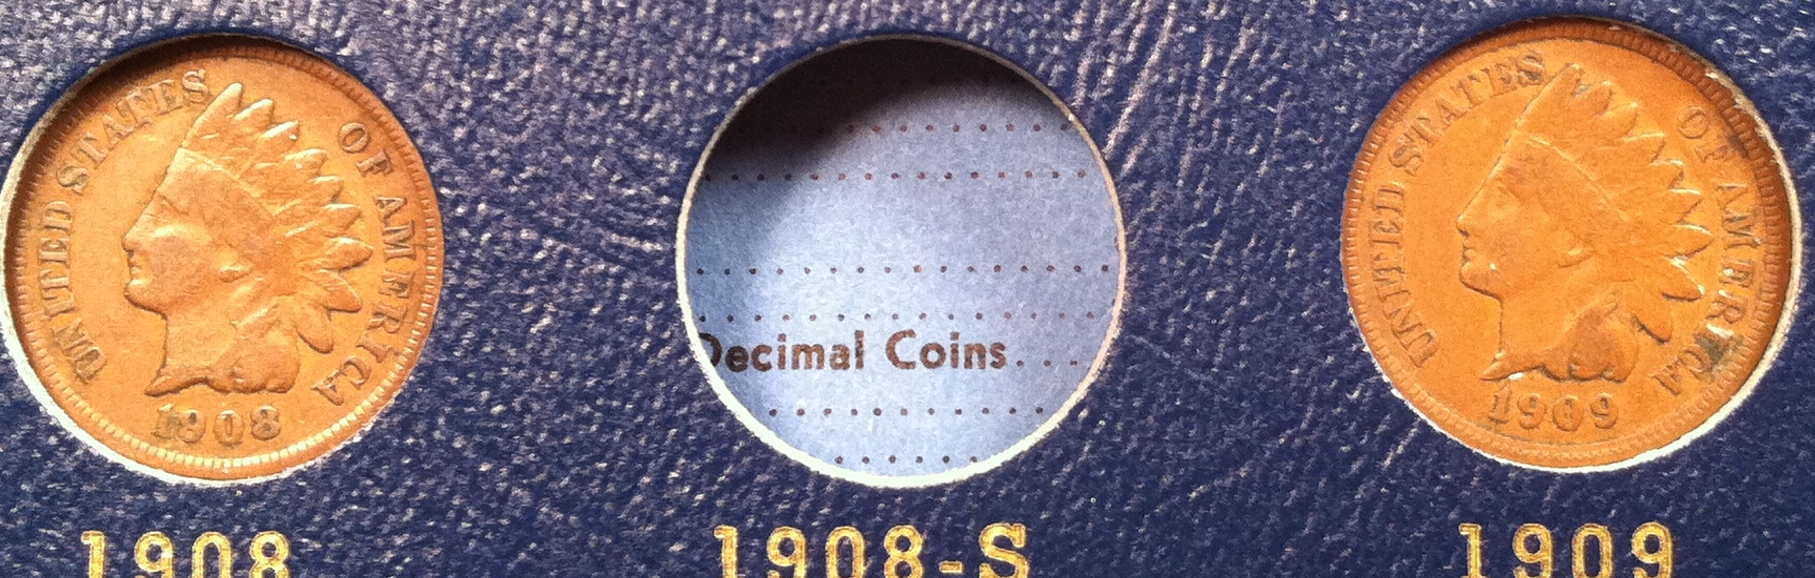 UNITED STATES OF AMERICA
1908
Decimal Coins....
UNITED STATES OF AMERICA
1909
1908
1908-S
1909